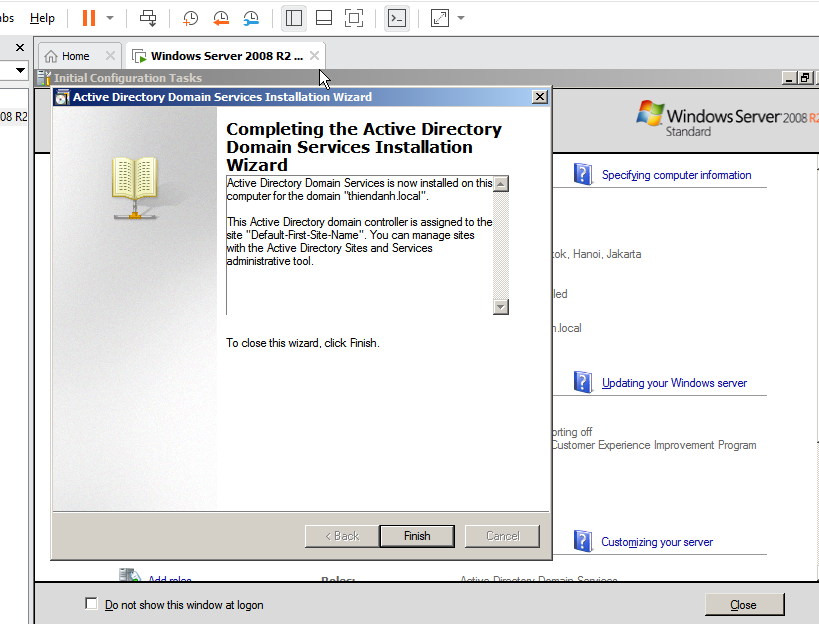 Help
Home
Windows Server 2008 R2 ...
08 R2
Initial Configuration Tasks
Active Directory Domain Services Installation Wizard
Windows Server 2008 R2
Standard
Completing the Active Directory
Domain Services Installation
Wizard
Active Directory Domain Services is now installed on this
computer for the domain "thiendanh.local".
This Active Directory domain controller is assigned to the
site "Default-First-Site-Name". You can manage sites
with the Active Directory Sites and Services
administrative tool.
To close this wizard, click Finish.
< Back
Finish
Cancel
Specifying computer information
ok, Hanoi, Jakarta
led
n.local
Updating your Windows server
orting off
Customer Experience Improvement Program
Customizing your server
Add roles
Roles:
Active Directory Domain Services
Do not show this window at logon
Close